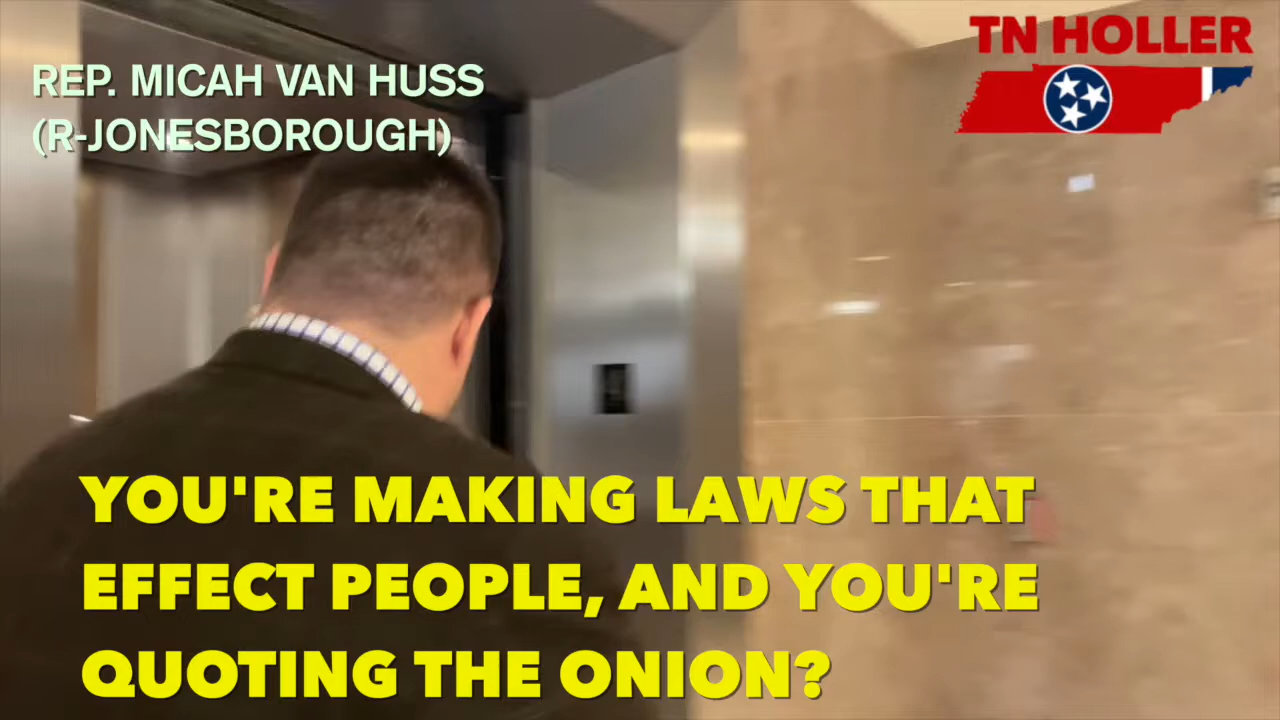 TN HOLLER
REP. MICAH VAN HUSS
(R-JONESBOROUGH)
YOU'RE MAKING LAWS THAT
EFFECT PEOPLE, AND YOU'RE
QUOTING THE ONION?